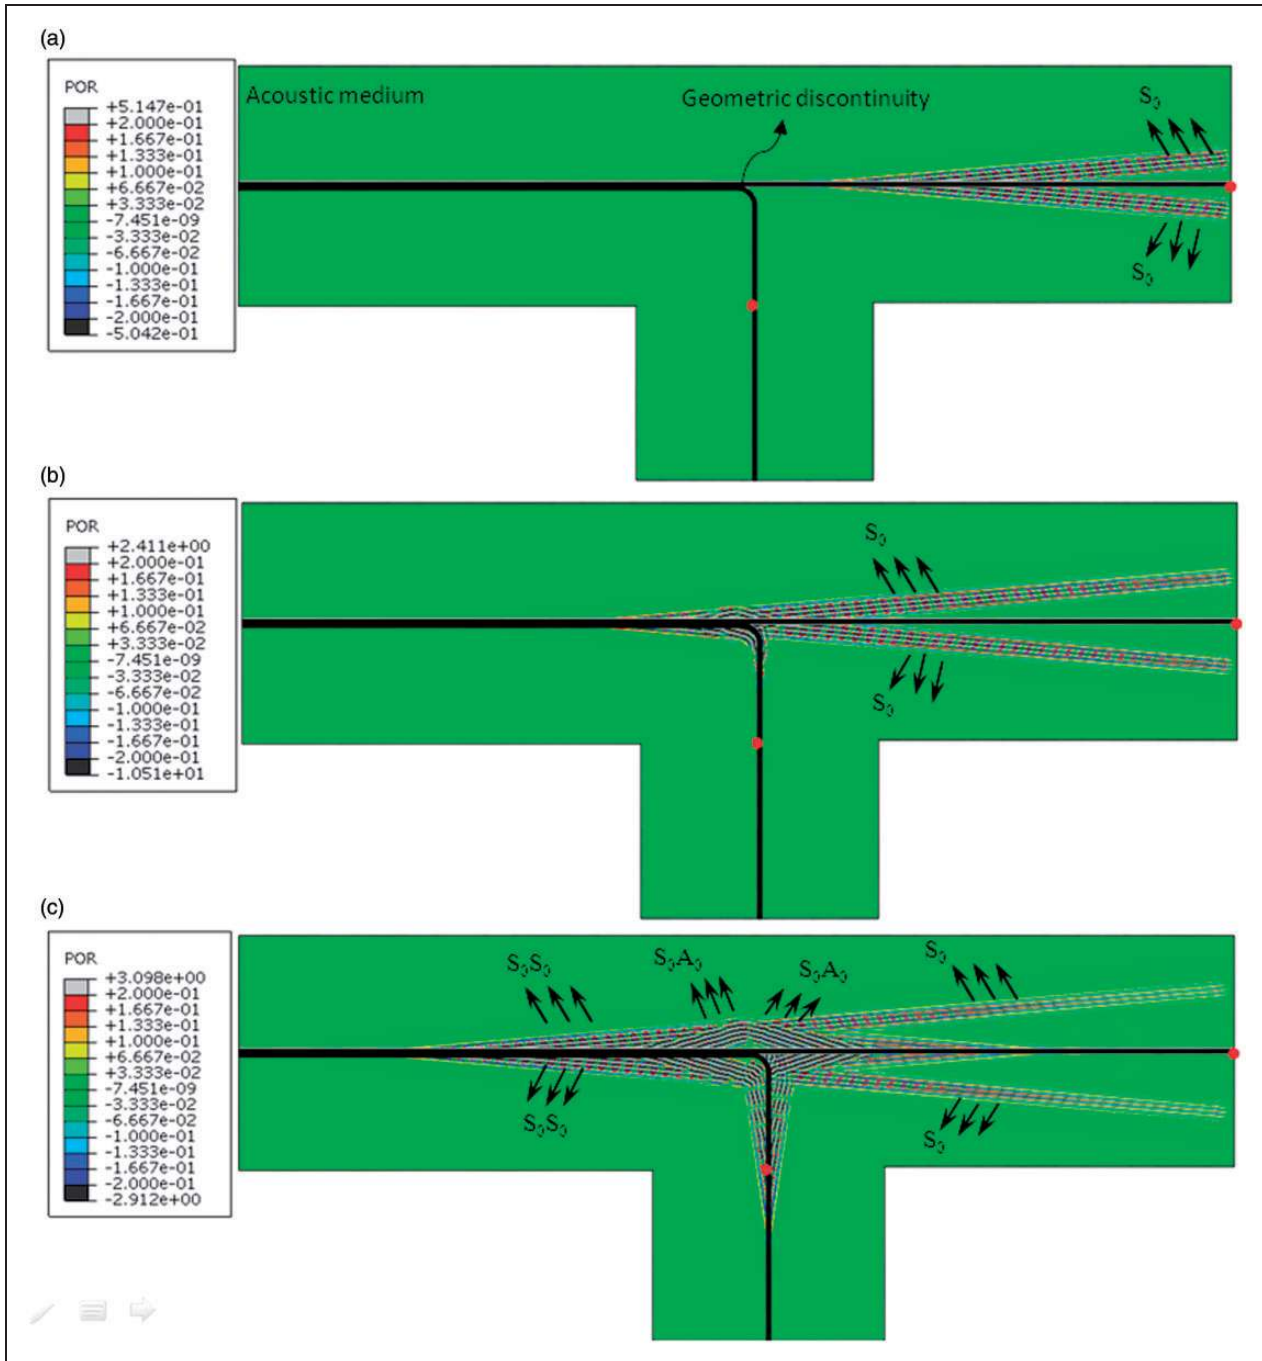 (a)
POR
+5.147e-01
+2.000e-01
+1.667e-01
+1.333e-01
+1.000e-01
+6.667e-02
+3.333e-02
-7.451e-09
-3.333e-02
-6.667e-02
-1.000e-01
-1.333e-01
-1.667e-01
-2.000e-01
-5.042e-01
Acoustic medium
Geometric discontinuity
S₀
S₀
(b)
POR
+2.411e+00
+2.000e-01
+1.667e-01
+1.333e-01
+1.000e-01
+6.667e-02
+3.333e-02
-7.451e-09
-3.333e-02
-6.667e-02
-1.000e-01
-1.333e-01
-1.667e-01
-2.000e-01
-1.051e+01
S₀
S₀
(c)
POR
+3.098e+00
+2.000e-01
+1.667e-01
+1.333e-01
+1.000e-01
+6.667e-02
+3.333e-02
-7.451e-09
-3.333e-02
-6.667e-02
-1.000e-01
-1.333e-01
-1.667e-01
-2.000e-01
-2.912e+00
S₀S₀
S₀A₀
S₀A₀
S₀
S₀S₀
S₀